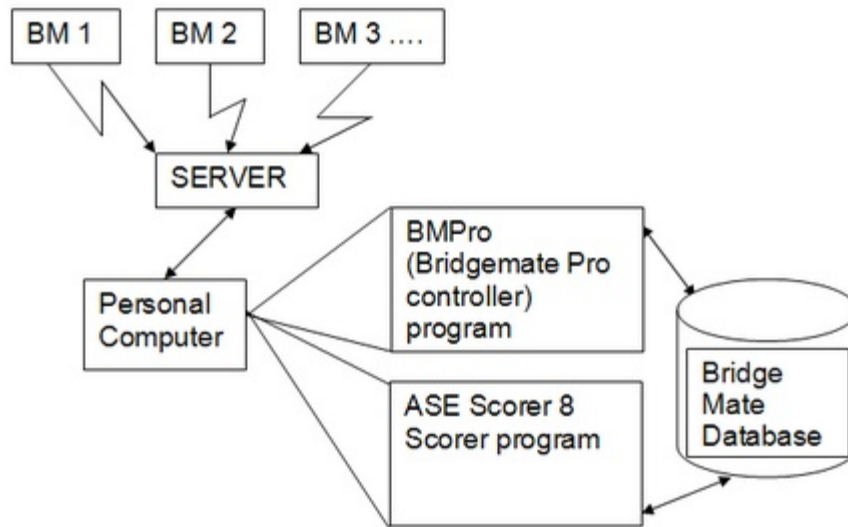 BM 1
BM 2
BM 3 ....
SERVER
Personal
Computer
BMPro
(Bridgemate Pro
controller)
program
ASE Scorer 8
Scorer program
Bridge
Mate
Database